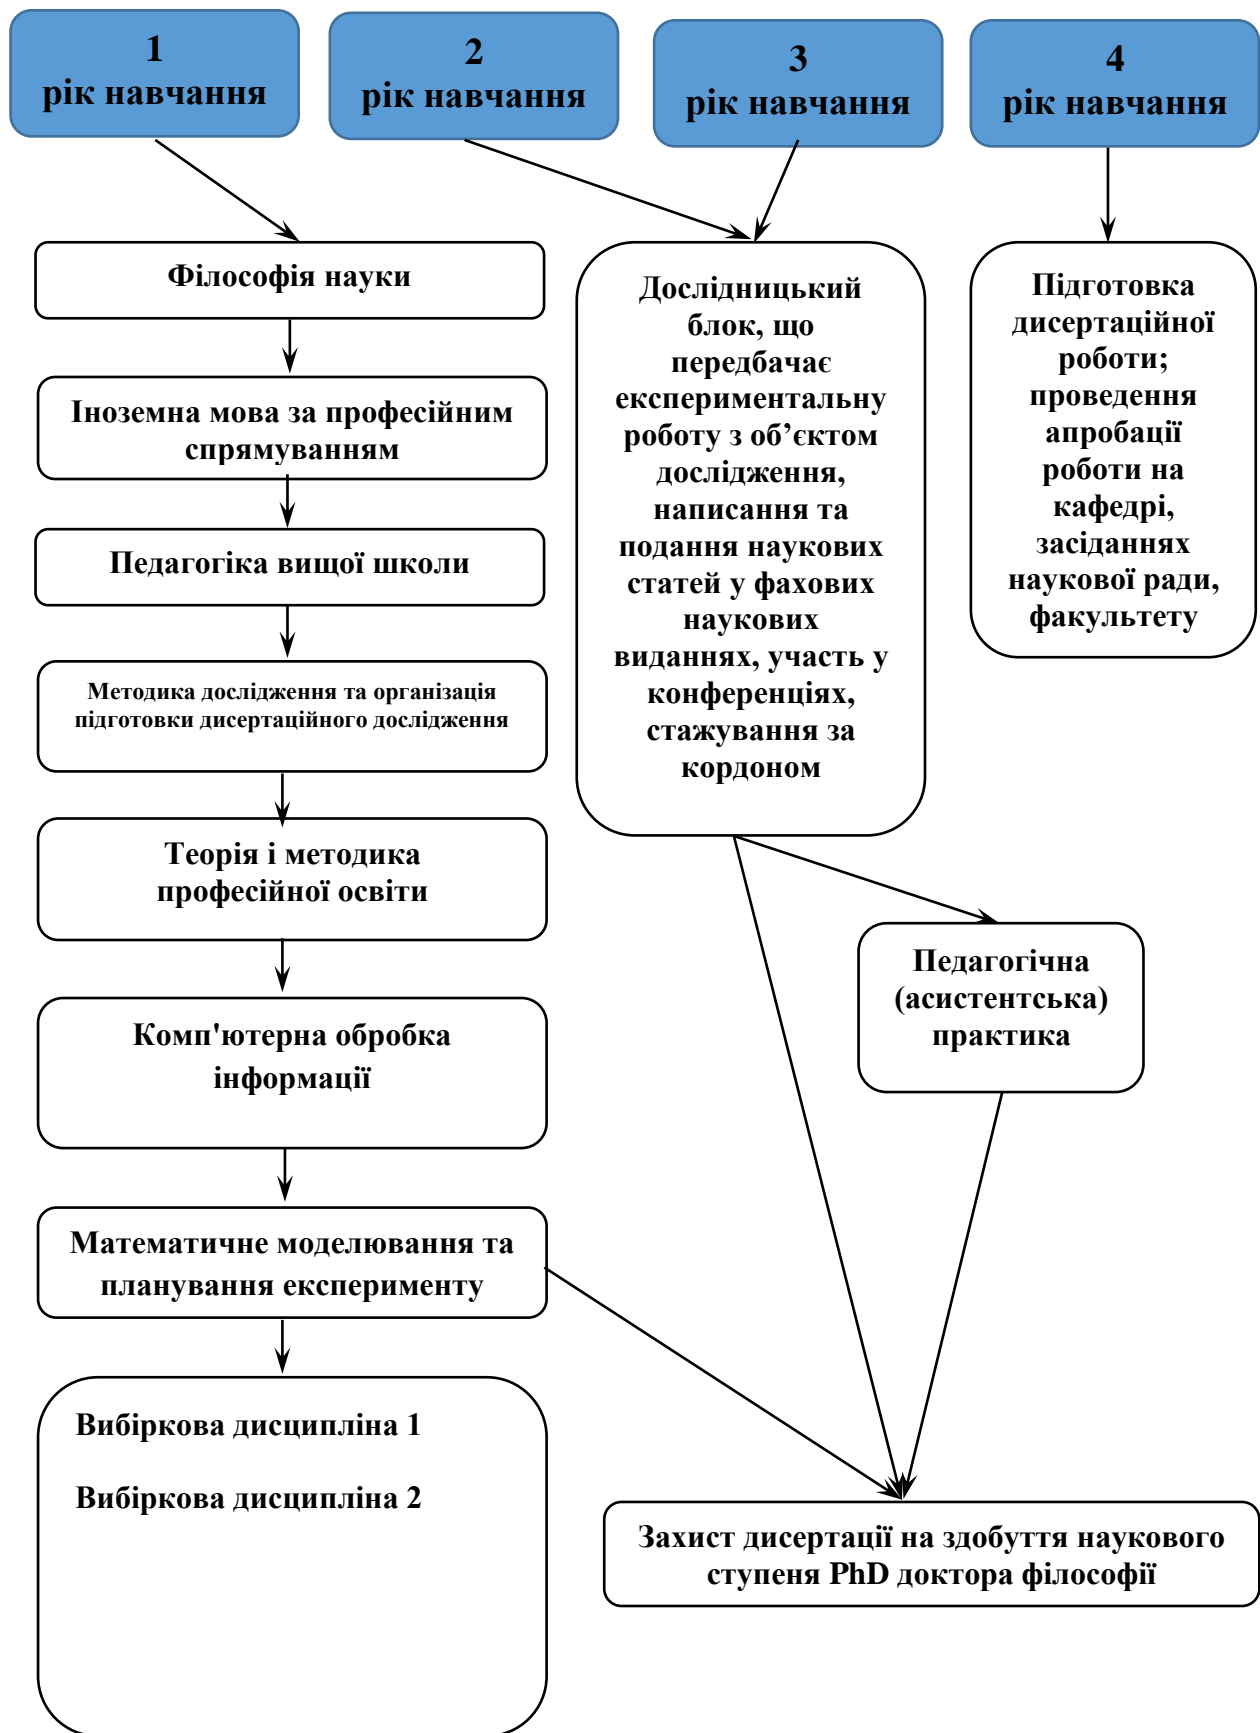 1
рік навчання
2
рік навчання
3
рік навчання
4
рік навчання
Філософія науки
Іноземна мова за професійним
спрямуванням
Педагогіка вищої школи
Методика дослідження та організація
підготовки дисертаційного дослідження
Теорія і методика
професійної освіти
Комп'ютерна обробка
інформації
Математичне моделювання та
планування експерименту
Вибіркова дисципліна 1
Вибіркова дисципліна 2
Дослідницький
блок, що
передбачає
експериментальну
роботу з об’єктом
дослідження,
написання та
подання наукових
статей у фахових
наукових
виданнях, участь у
конференціях,
стажування за
кордоном
Підготовка
дисертаційної
роботи;
проведення
апробації
роботи на
кафедрі,
засіданнях
наукової ради,
факультету
Педагогічна
(асистентська)
практика
Захист дисертації на здобуття наукового
ступеня PhD доктора філософії